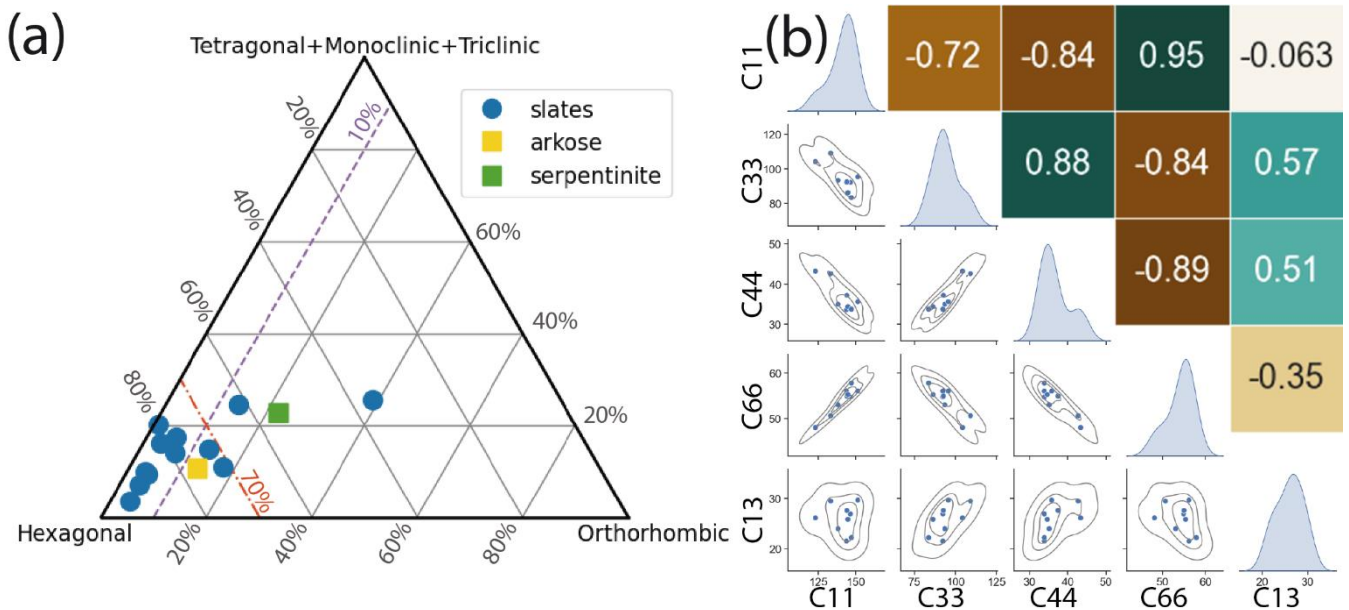 (a)
Tetragonal+Monoclinic+Triclinic
20%
10%
slates
arkose
serpentinite
40%
60%
60%
40%
80%
20%
70%
Hexagonal
Orthorhombic
20%
40%
60%
80%
(b)
C11
-0.72
-0.84
0.95
-0.063
C33
120
100
80
0.88
-0.84
0.57
C44
50
40
30
-0.89
0.51
C66
60
50
-0.35
C13
30
20
125
150
75
100
125
30
40
50
50
60
20
30
C11
C33
C44
C66
C13